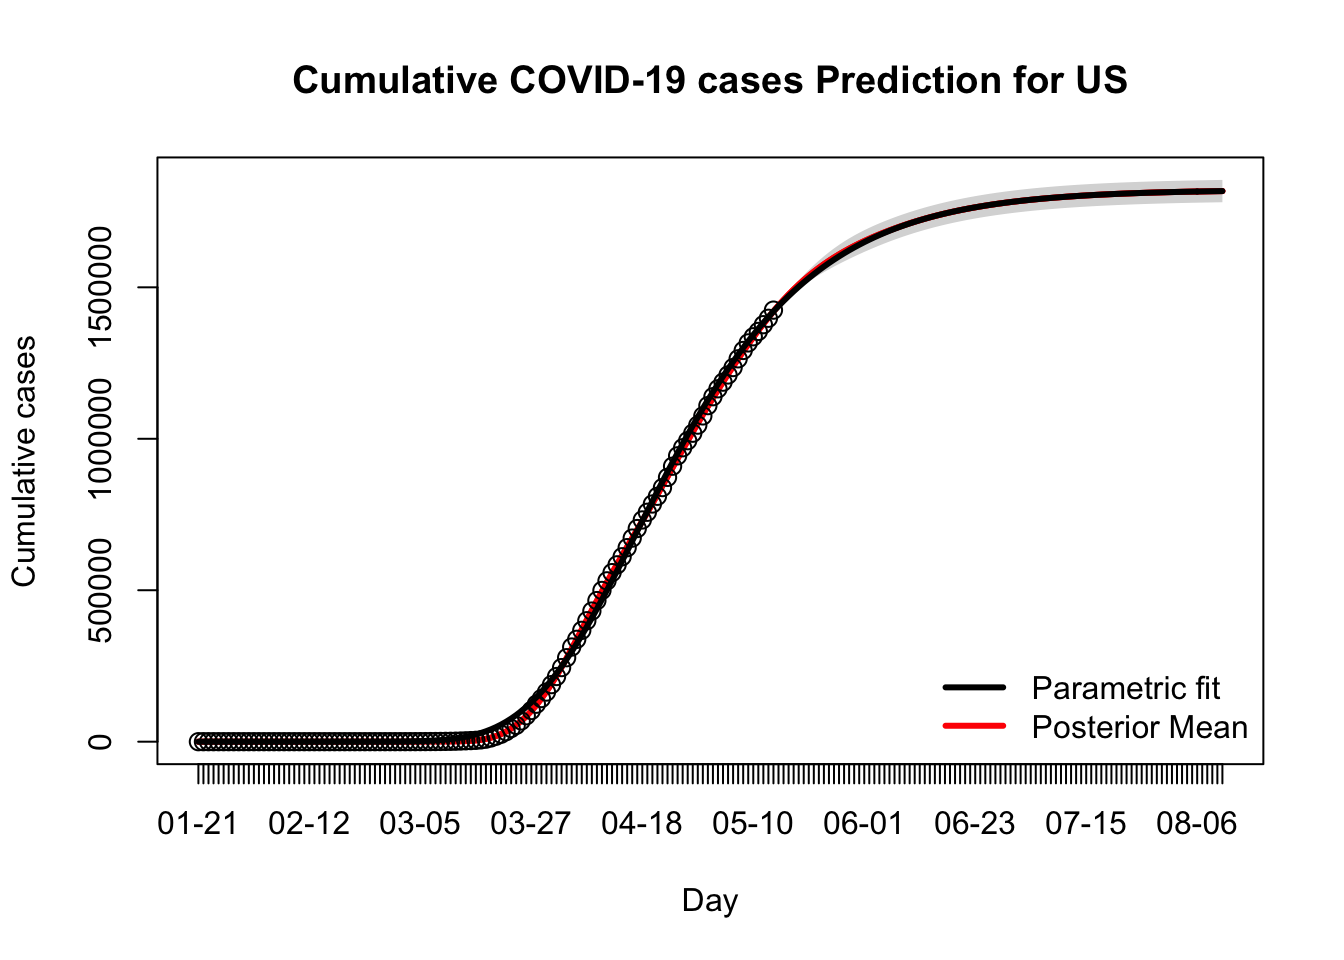 Cumulative COVID-19 cases Prediction for US
Cumulative cases
1500000
1000000
500000
0
Parametric fit
Posterior Mean
01-21 02-12 03-05 03-27 04-18 05-10 06-01 06-23 07-15 08-06
Day